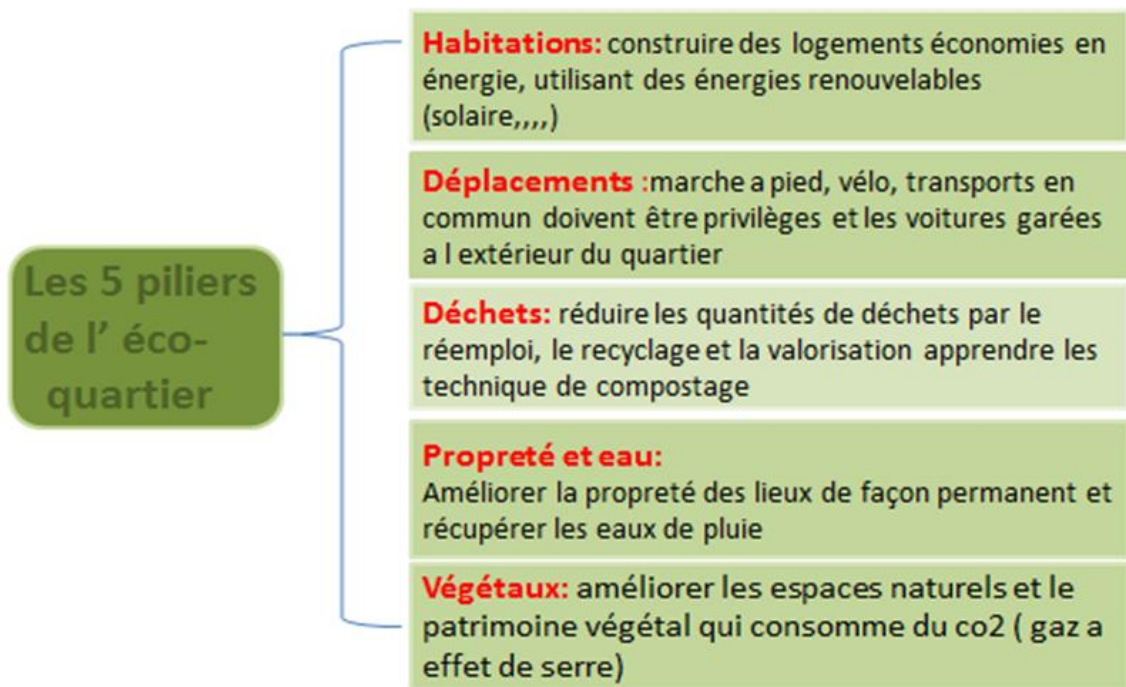 Les 5 piliers
de l' éco-
quartier
Habitations: construire des logements économies en
énergie, utilisant des énergies renouvelables
(solaire,,,,)
Déplacements :marche a pied, vélo, transports en
commun doivent être privilèges et les voitures garées
a l extérieur du quartier
Déchets: réduire les quantités de déchets par le
réemploi, le recyclage et la valorisation apprendre les
technique de compostage
Propreté et eau:
Améliorer la propreté des lieux de façon permanent et
récupérer les eaux de pluie
Végétaux: améliorer les espaces naturels et le
patrimoine végétal qui consomme du co2 ( gaz a
effet de serre)